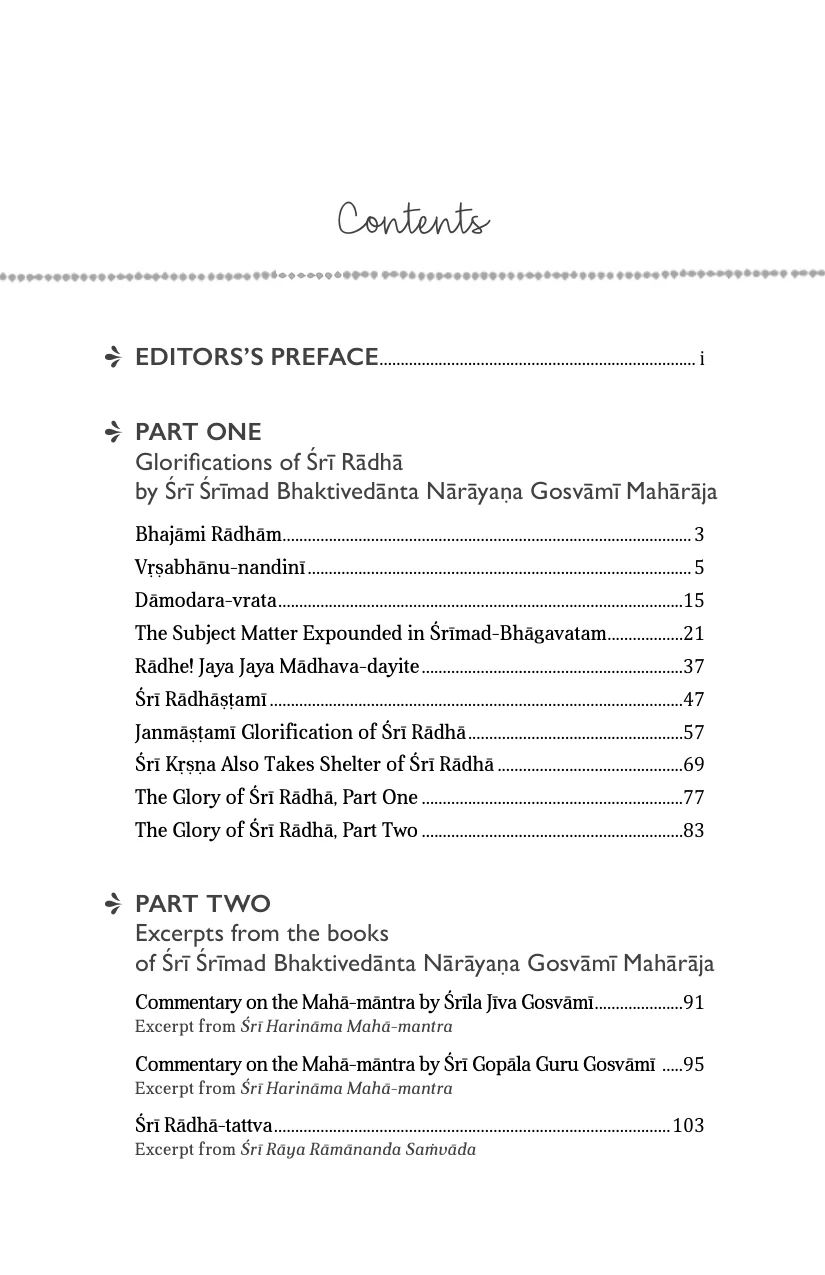 Contents
EDITORS’S PREFACE........................................................................... i
PART ONE
Glorifications of Śrī Rādhā
by Śrī Śrīmad Bhaktivedānta Nārāyaṇa Gosvāmī Mahārāja
Bhajāmi Rādhām................................................................................................. 3
Vṛṣabhānu-nandinī........................................................................................... 5
Dāmodara-vrata................................................................................................15
The Subject Matter Expounded in Śrīmad-Bhāgavatam..................21
Rādhe! Jaya Jaya Mādhava-dayite..............................................................37
Śrī Rādhāṣṭamī..................................................................................................47
Janmāṣṭamī Glorification of Śrī Rādhā...................................................57
Śrī Kṛṣṇa Also Takes Shelter of Śrī Rādhā ............................................69
The Glory of Śrī Rādhā, Part One ..............................................................77
The Glory of Śrī Rādhā, Part Two ..............................................................83
PART TWO
Excerpts from the books
of Śrī Śrīmad Bhaktivedānta Nārāyaṇa Gosvāmī Mahārāja
Commentary on the Mahā-māntra by Śrīla Jīva Gosvāmī.....................91
Excerpt from Śrī Harināma Mahā-mantra
Commentary on the Mahā-māntra by Śrī Gopāla Guru Gosvāmī .....95
Excerpt from Śrī Harināma Mahā-mantra
Śrī Rādhā-tattva.............................................................................................. 103
Excerpt from Śrī Rāya Rāmānanda Saṁvāda